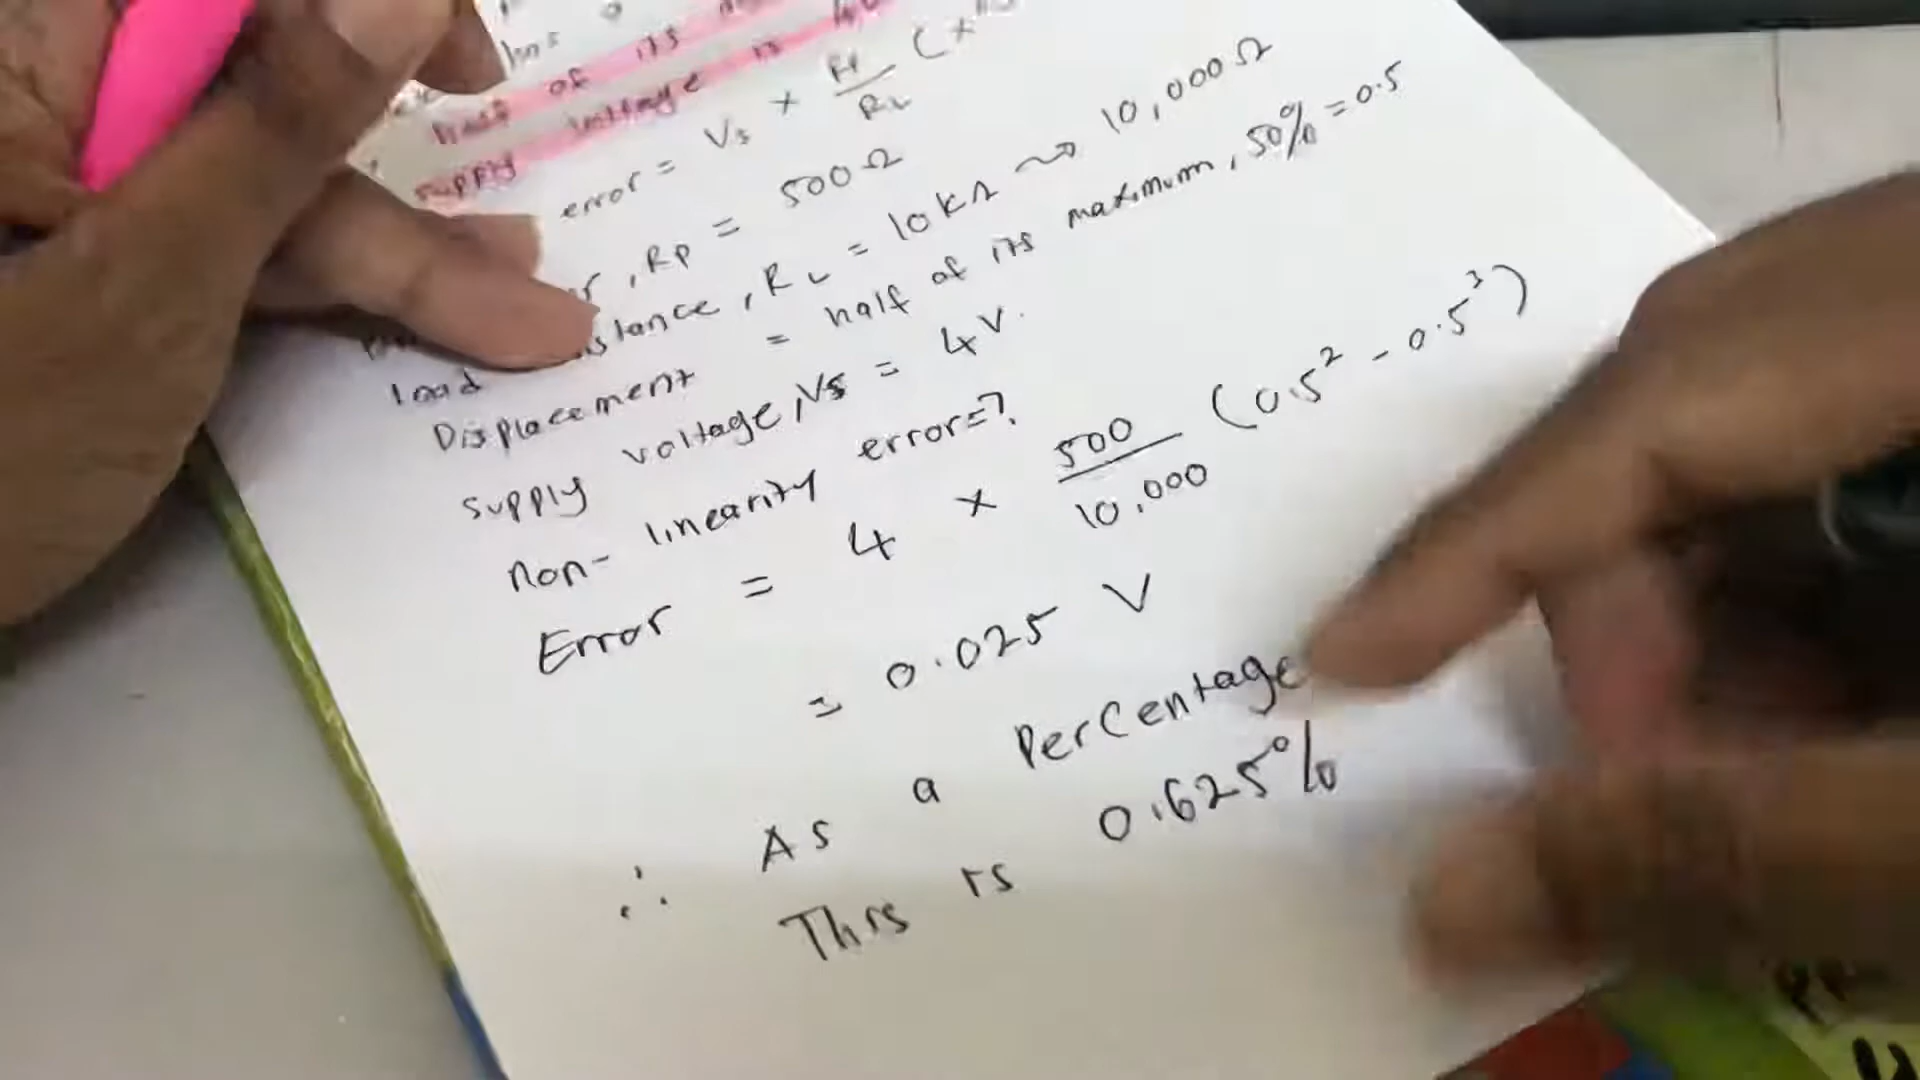 half of its
supply voltage is
error = Vs × / RL (x
, RP = 500 Ω
Load , RL = 10kΩ ⇝ 10,000 Ω
Displacement = half of its maximum, 50% = 0.5
supply voltage, Vs = 4V.
non-linearity error=?
Error = 4 × 500/10,000 (0.5² - 0.5³)
= 0.025 V
∴ As a Percentage
This is 0.625%